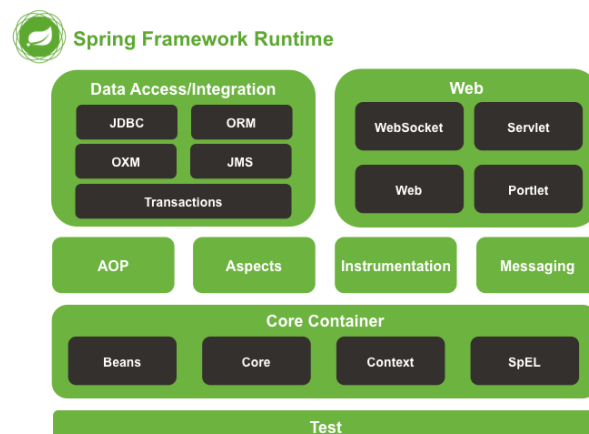 Spring Framework Runtime
Data Access/Integration
JDBC ORM
OXM JMS
Transactions
Web
WebSocket Servlet
Web Portlet
AOP Aspects Instrumentation Messaging
Core Container
Beans Core Context SpEL
Test